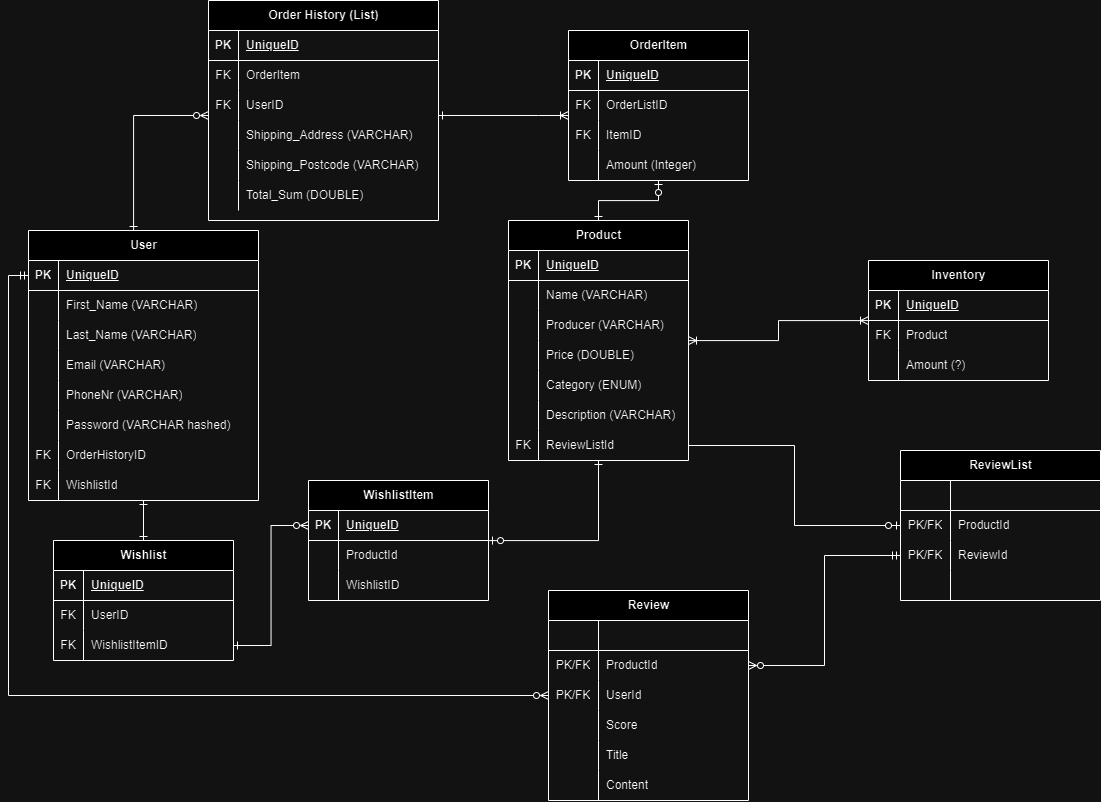 Order History (List)
PK UniqueID
FK OrderItem
FK UserID
Shipping_Address (VARCHAR)
Shipping_Postcode (VARCHAR)
Total_Sum (DOUBLE)
OrderItem
PK UniqueID
FK OrderListID
FK ItemID
Amount (Integer)
User
PK UniqueID
First_Name (VARCHAR)
Last_Name (VARCHAR)
Email (VARCHAR)
PhoneNr (VARCHAR)
Password (VARCHAR hashed)
FK OrderHistoryID
FK WishlistId
Product
PK UniqueID
Name (VARCHAR)
Producer (VARCHAR)
Price (DOUBLE)
Category (ENUM)
Description (VARCHAR)
FK ReviewListId
Inventory
PK UniqueID
FK Product
Amount (?)
ReviewList
PK/FK ProductId
PK/FK ReviewId
WishlistItem
PK UniqueID
ProductId
WishlistID
Wishlist
PK UniqueID
FK UserID
FK WishlistItemID
Review
PK/FK ProductId
PK/FK UserId
Score
Title
Content